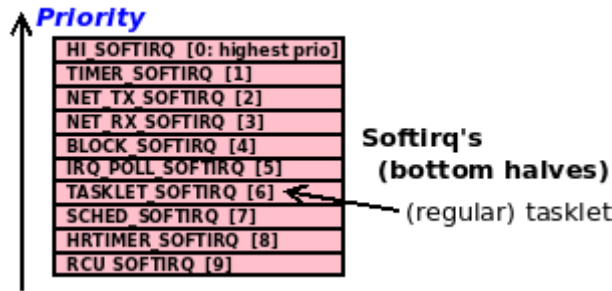 Priority
HI_SOFTIRQ [0: highest prio]
TIMER_SOFTIRQ [1]
NET_TX_SOFTIRQ [2]
NET_RX_SOFTIRQ [3]
BLOCK_SOFTIRQ [4]
IRQ_POLL_SOFTIRQ [5]
TASKLET_SOFTIRQ [6]
SCHED_SOFTIRQ [7]
HRTIMER_SOFTIRQ [8]
RCU_SOFTIRQ [9]
Softirq's
(bottom halves)
(regular) tasklet